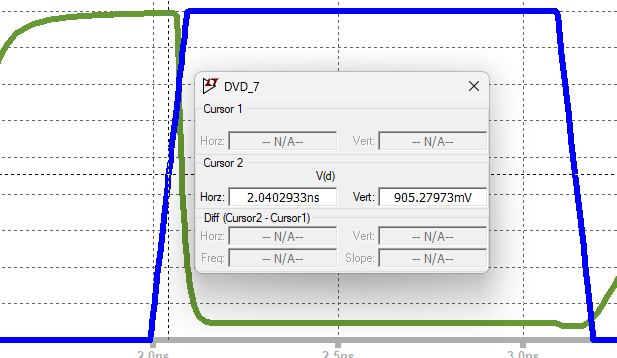 DVD_7
Cursor 1
Horz: -- N/A-- Vert: -- N/A--
Cursor 2
V(d)
Horz: 2.0402933ns Vert: 905.27973mV
Diff (Cursor2 - Cursor1)
Horz: -- N/A-- Vert: -- N/A--
Freq: -- N/A-- Slope: -- N/A--
2.0ns 2.5ns 3.0ns